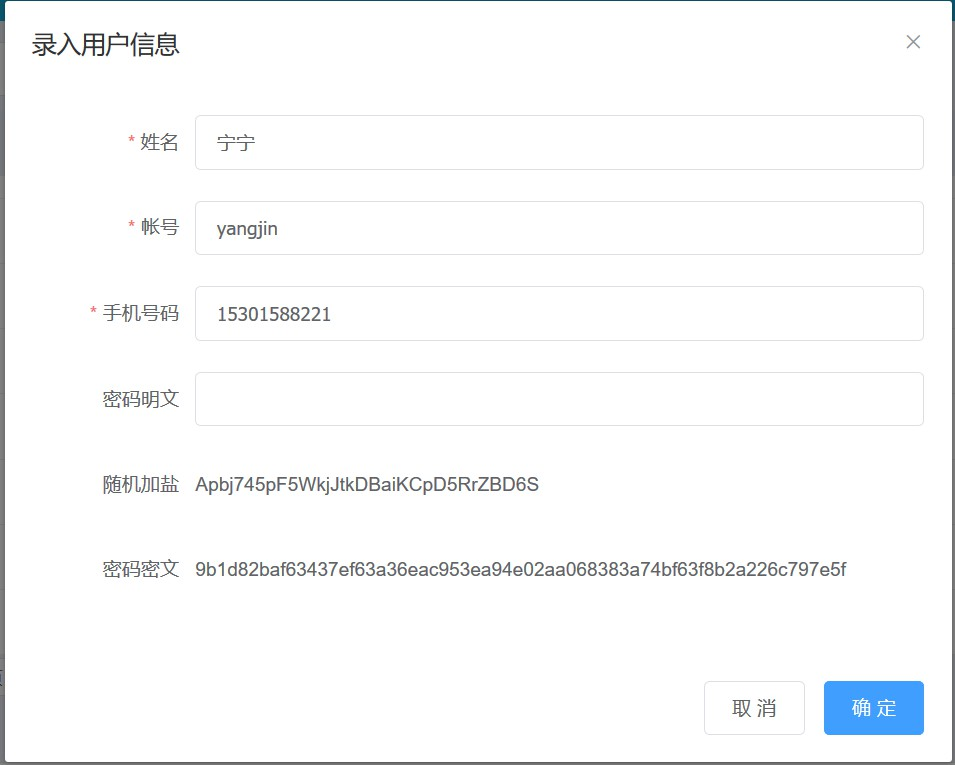 录入用户信息
* 姓名 宁宁
* 帐号 yangjin
* 手机号码 15301588221
密码明文
随机加盐 Apbj745pF5WkjJtkDBaiKCpD5RrZBD6S
密码密文 9b1d82baf63437ef63a36eac953ea94e02aa068383a74bf63f8b2a226c797e5f
取 消 确 定